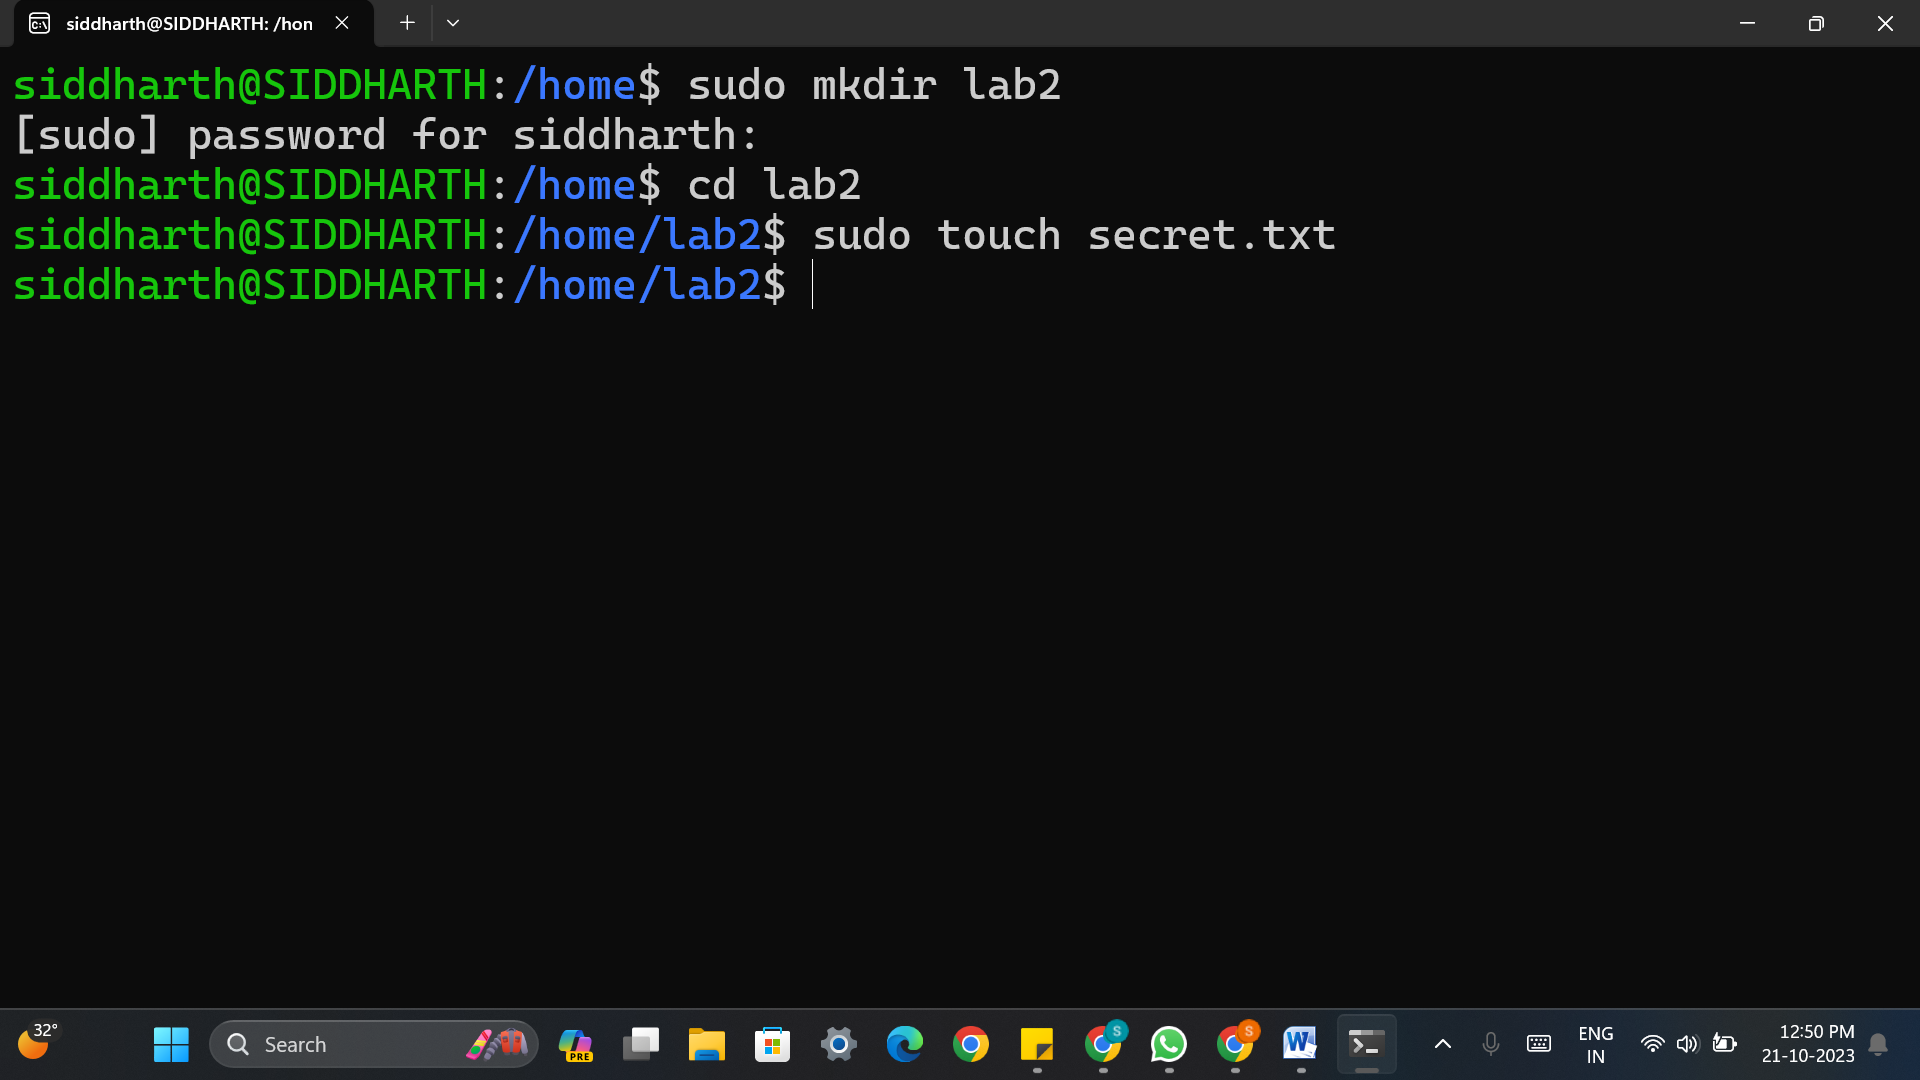 siddharth@SIDDHARTH: /hon
siddharth@SIDDHARTH:/home$ sudo mkdir lab2
[sudo] password for siddharth:
siddharth@SIDDHARTH:/home$ cd lab2
siddharth@SIDDHARTH:/home/lab2$ sudo touch secret.txt
siddharth@SIDDHARTH:/home/lab2$
32°
Search
PRE
S
S
W
ENG
IN
12:50 PM
21-10-2023